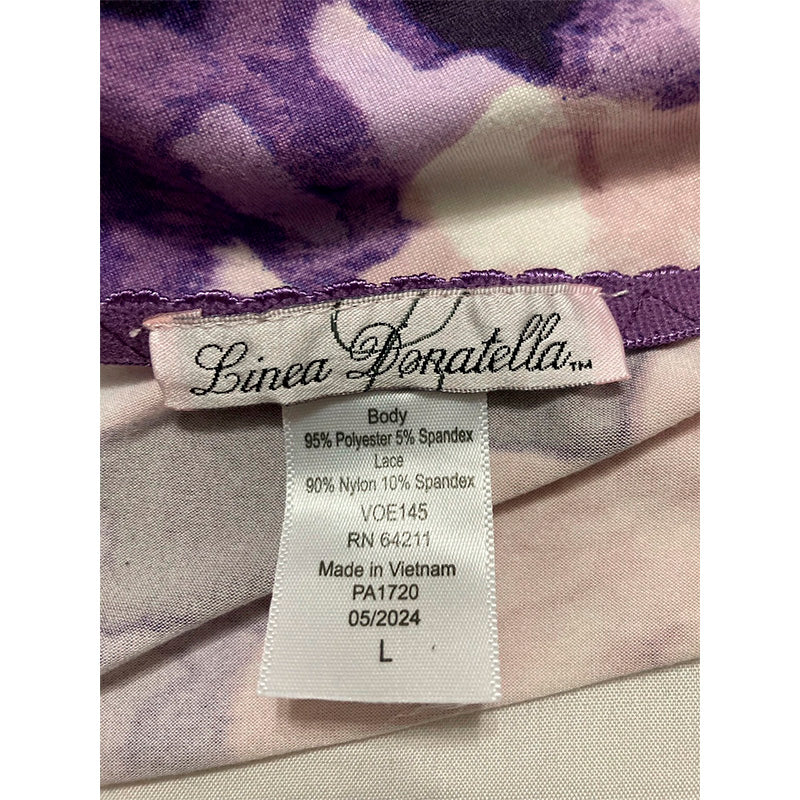 Linea Donatella™
Body
95% Polyester 5% Spandex
Lace
90% Nylon 10% Spandex
VOE145
RN 64211
Made in Vietnam
PA1720
05/2024
L